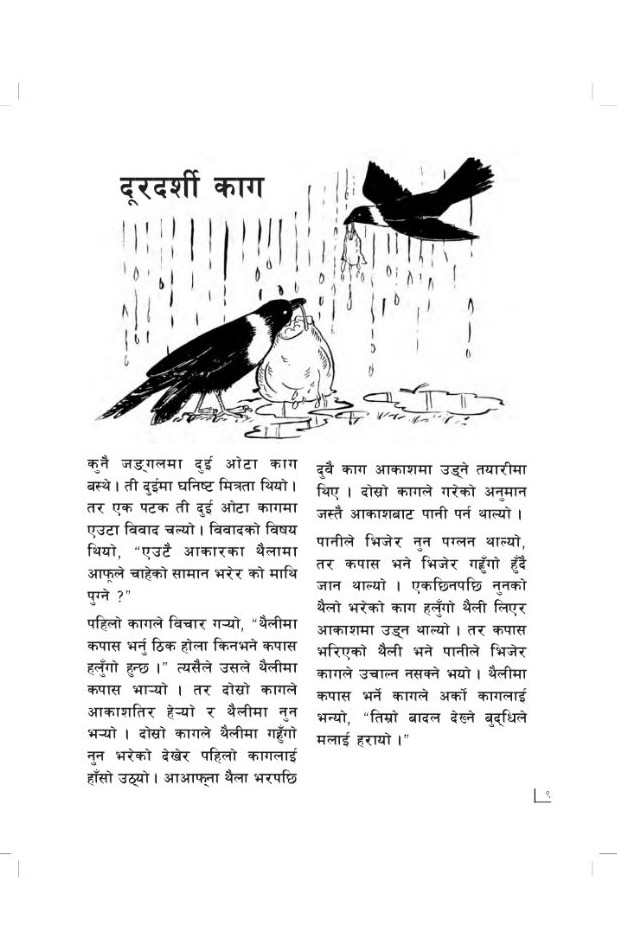 दूरदर्शी काग
कुनै जङ्गलमा दुई ओटा काग
बस्थे । ती दुईमा घनिष्ट मित्रता थियो ।
तर एक पटक ती दुई ओटा कागमा
एउटा विवाद चल्यो । विवादको विषय
थियो, “एउटै आकारका थैलामा
आफूले चाहेको सामान भरेर को माथि
पुग्ने ?”
पहिलो कागले विचार गऱ्यो, “थैलीमा
कपास भर्नु ठिक होला किनभने कपास
हलुँगो हुन्छ ।” त्यसैले उसले थैलीमा
कपास भाऱ्यो । तर दोस्रो कागले
आकाशतिर हेऱ्यो र थैलीमा नुन
भऱ्यो । दोस्रो कागले थैलीमा गह्रुँगो
नुन भरेको देखेर पहिलो कागलाई
हाँसो उठ्यो । आआफ्ना थैला भरपछि
दुवै काग आकाशमा उड्ने तयारीमा
थिए । दोस्रो कागले गरेको अनुमान
जस्तै आकाशबाट पानी पर्न थाल्यो ।
पानीले भिजेर नुन पग्लन थाल्यो,
तर कपास भने भिजेर गह्रुँगो हुँदै
जान थाल्यो । एकछिनपछि नुनको
थैलो भरेको काग हलुँगो थैली लिएर
आकाशमा उड्न थाल्यो । तर कपास
भरिएको थैली भने पानीले भिजेर
कागले उचाल्न नसक्ने भयो । थैलीमा
कपास भर्ने कागले अर्को कागलाई
भन्यो, “तिम्रो बादल देख्ने बुद्धिले
मलाई हरायो ।”
९